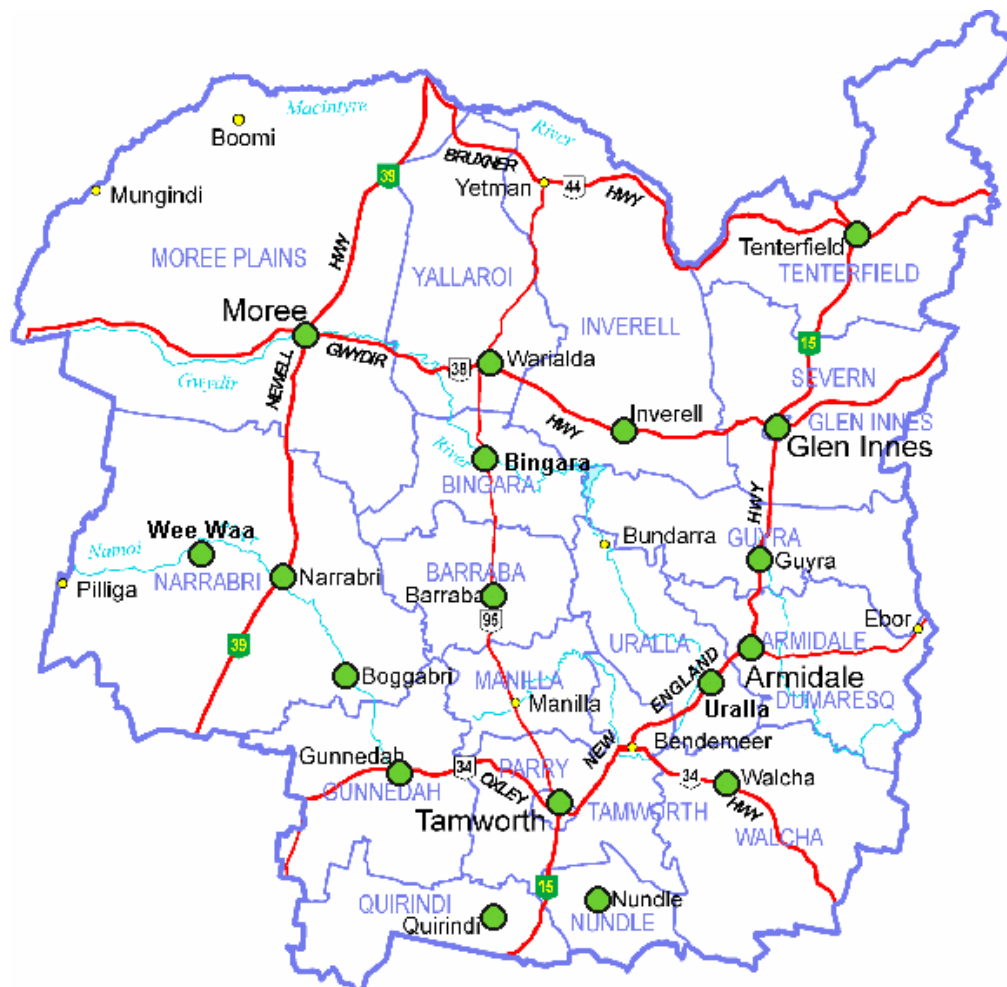 Macintyre
Boomi
River
BRUXNER
39
Yetman
44
HWY
Mungindi
Tenterfield
MOREE PLAINS
HWY
YALLAROI
TENTERFIELD
Moree
INVERELL
15
GWYDIR
38
Warialda
Gwydir
NEWELL
SEVERN
HWY
Inverell
GLEN INNES
Glen Innes
River
Bingara
BINGARA
HWY
Wee Waa
Bundarra
GUYRA
Namoi
Guyra
Pilliga
NARRABRI
Narrabri
BARRABA
Barraba
95
Ebor
39
URALLA
ARMIDALE
Armidale
Boggabri
MANILLA
Manilla
ENGLAND
Uralla
DUMARESQ
NEW
Bendemeer
Gunnedah
34
PARRY
OXLEY
34
Walcha
GUNNEDAH
Tamworth
TAMWORTH
HWY
WALCHA
15
QUIRINDI
Quirindi
Nundle
NUNDLE